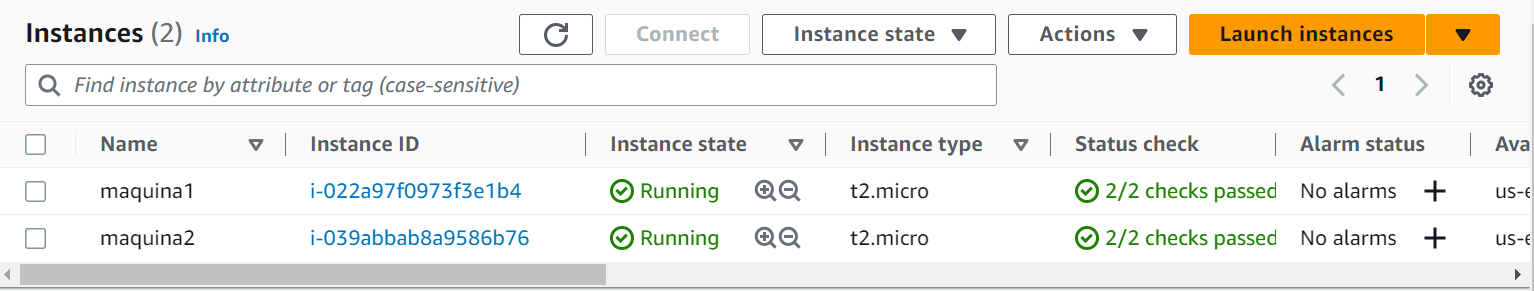 Instances (2) Info Connect Instance state Actions Launch instances
Find instance by attribute or tag (case-sensitive) 1
Name Instance ID Instance state Instance type Status check Alarm status Ava
maquina1 i-022a97f0973f3e1b4 Running t2.micro 2/2 checks passed No alarms us-e
maquina2 i-039abbab8a9586b76 Running t2.micro 2/2 checks passed No alarms us-e